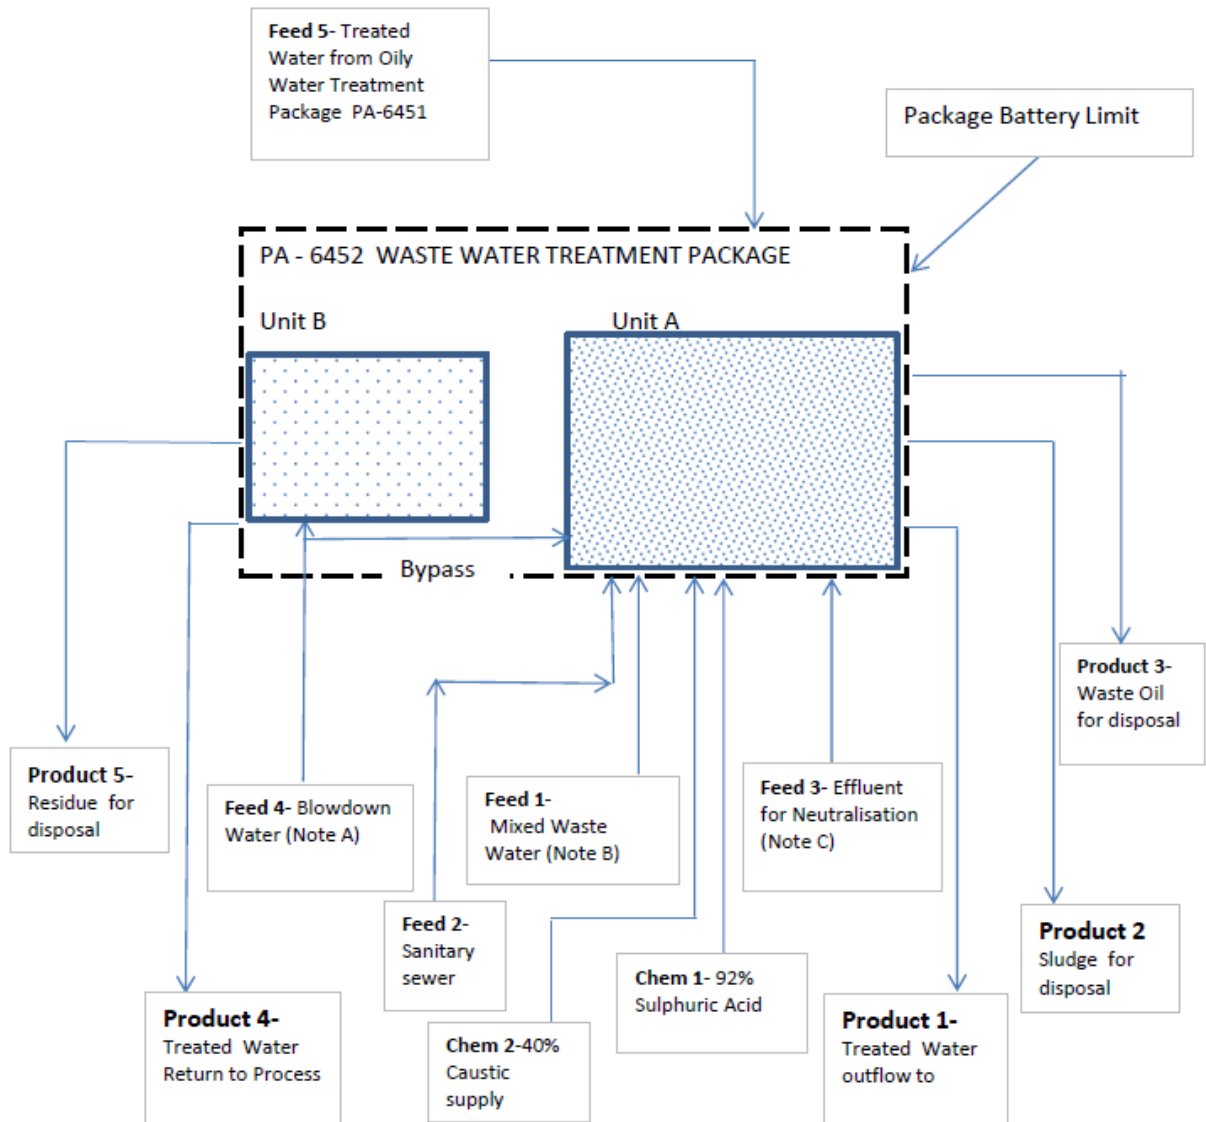 Feed 5- Treated
Water from Oily
Water Treatment
Package PA-6451
Package Battery Limit
PA - 6452 WASTE WATER TREATMENT PACKAGE
Unit B
Unit A
Bypass
Product 3-
Waste Oil
for disposal
Product 5-
Residue for
disposal
Feed 4- Blowdown
Water (Note A)
Feed 1-
Mixed Waste
Water (Note B)
Feed 3- Effluent
for Neutralisation
(Note C)
Feed 2-
Sanitary
sewer
Product 2
Sludge for
disposal
Chem 1- 92%
Sulphuric Acid
Product 4-
Treated Water
Return to Process
Chem 2-40%
Caustic
supply
Product 1-
Treated Water
outflow to